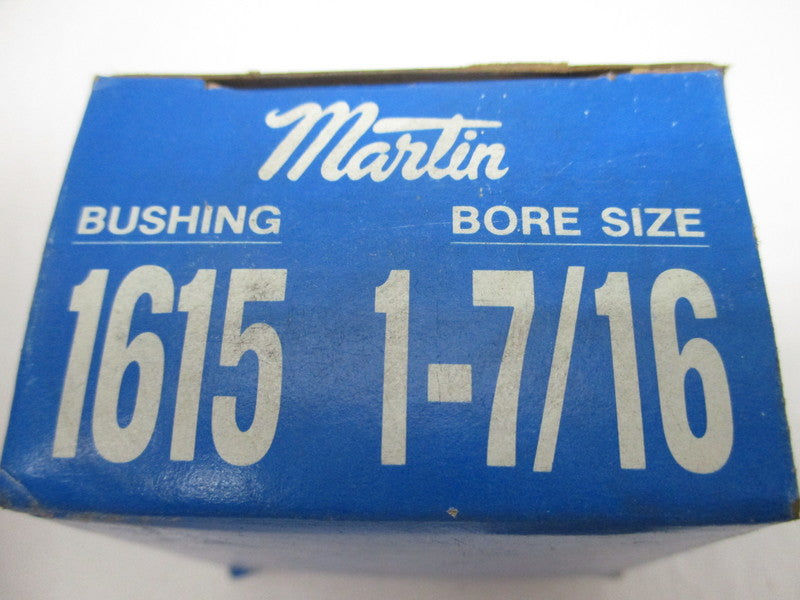 Martin
BUSHING BORE SIZE
1615 1-7/16